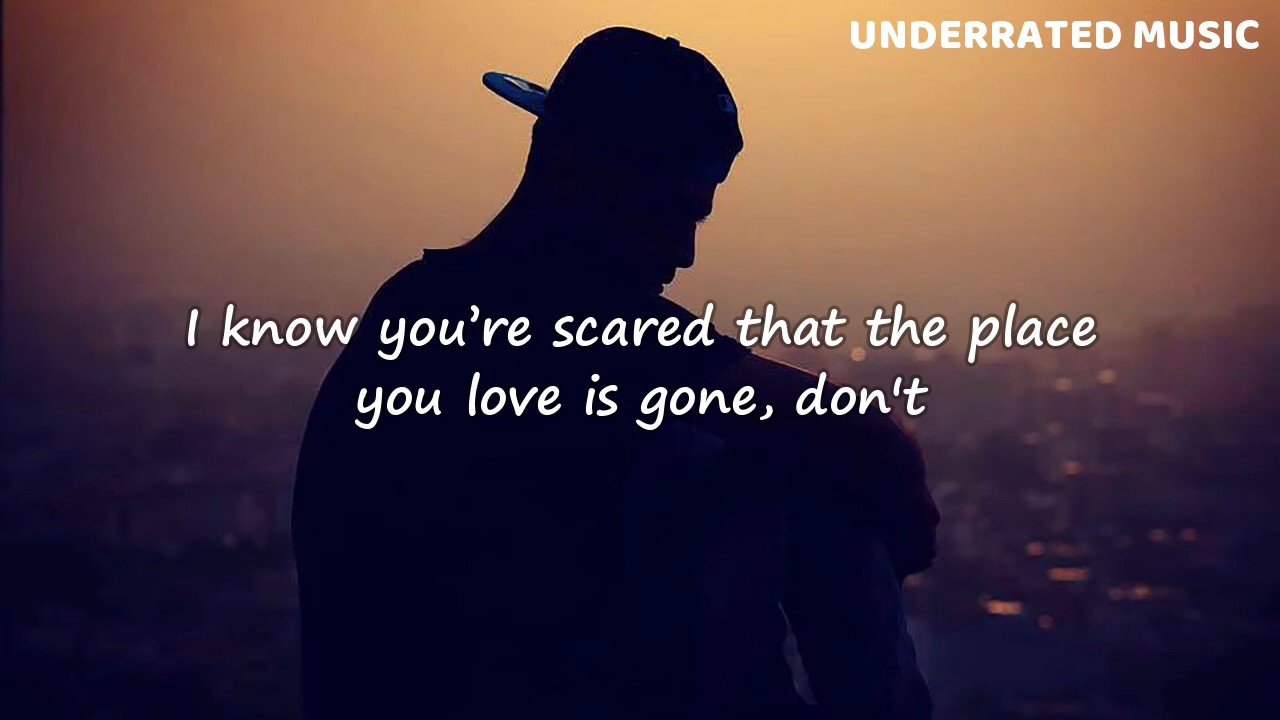 UNDERRATED MUSIC
I know you’re scared that the place
you love is gone, don't